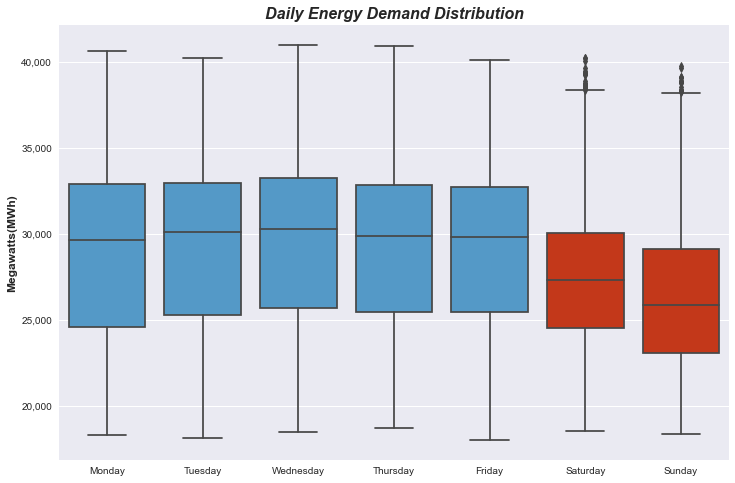 Daily Energy Demand Distribution
Megawatts(MWh)
40,000
35,000
30,000
25,000
20,000
Monday Tuesday Wednesday Thursday Friday Saturday Sunday